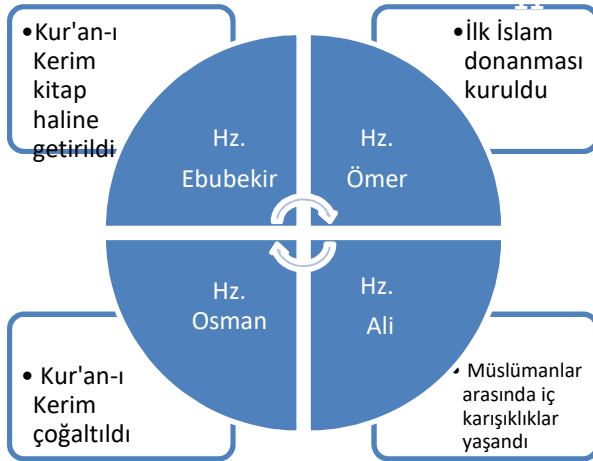 •Kur'an-ı
Kerim
kitap
haline
getirildi
•İlk İslam
donanması
kuruldu
Hz.
Ebubekir
Hz.
Ömer
Hz.
Osman
Hz.
Ali
• Kur'an-ı
Kerim
çoğaltıldı
• Müslümanlar
arasında iç
karışıklıklar
yaşandı